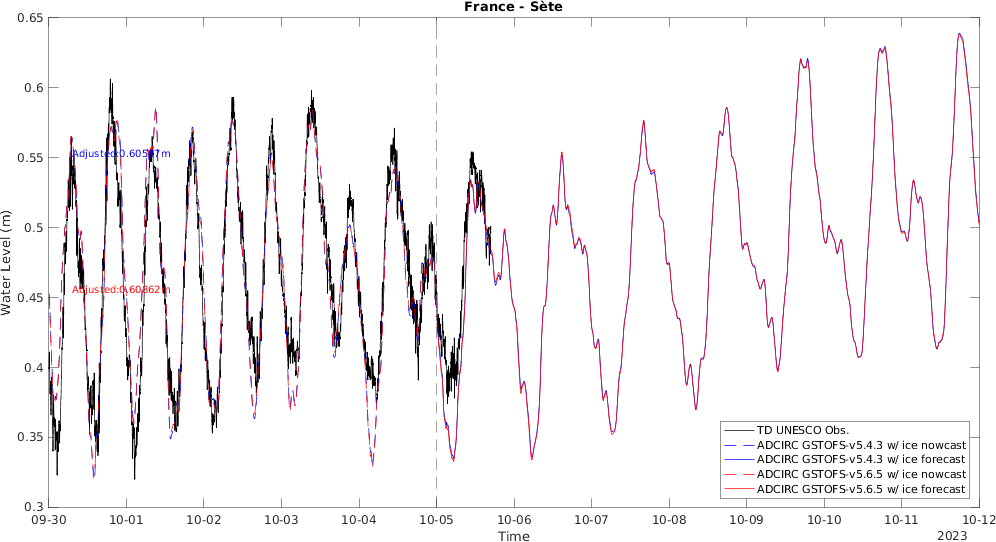 France - Sète
Water Level (m)
0.65
0.6
0.55
0.5
0.45
0.4
0.35
0.3
Adjusted:0.60567m
Adjusted:0.60862m
TD UNESCO Obs.
ADCIRC GSTOFS-v5.4.3 w/ ice nowcast
ADCIRC GSTOFS-v5.4.3 w/ ice forecast
ADCIRC GSTOFS-v5.6.5 w/ ice nowcast
ADCIRC GSTOFS-v5.6.5 w/ ice forecast
09-30 10-01 10-02 10-03 10-04 10-05 10-06 10-07 10-08 10-09 10-10 10-11 10-12
Time
2023